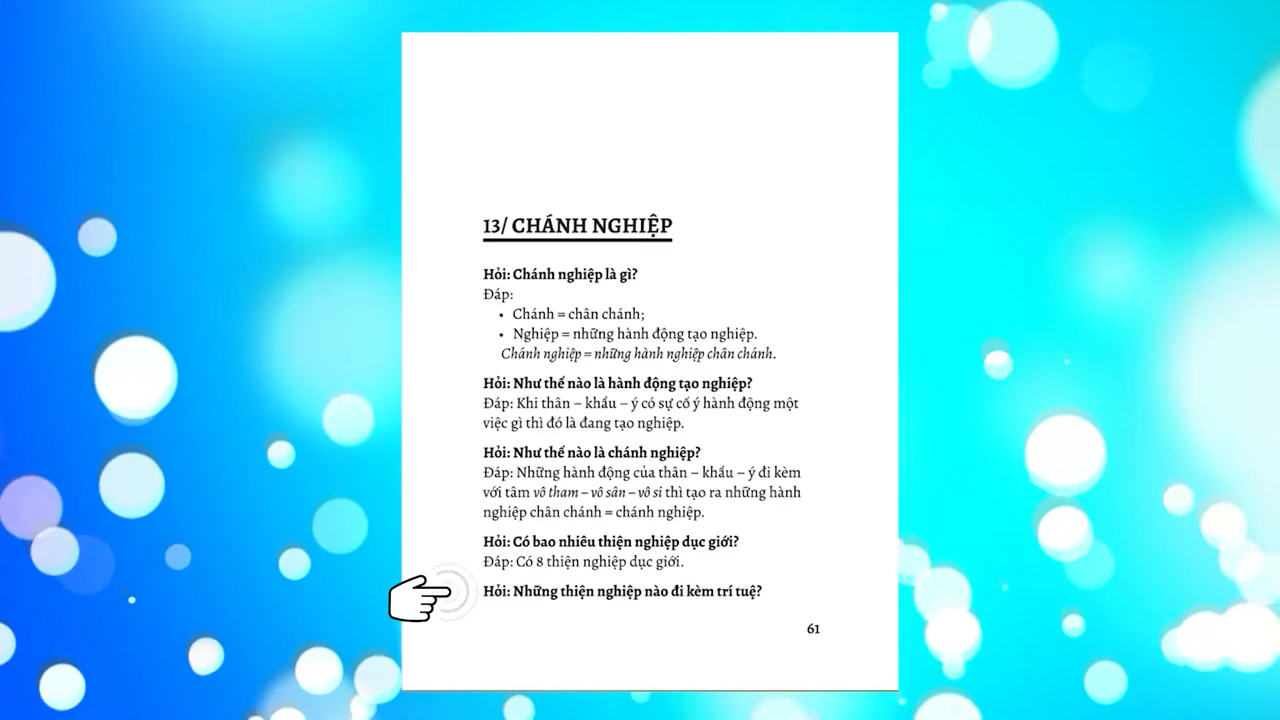 13/ CHÁNH NGHIỆP
Hỏi: Chánh nghiệp là gì?
Đáp:
• Chánh = chân chánh;
• Nghiệp = những hành động tạo nghiệp.
Chánh nghiệp = những hành nghiệp chân chánh.
Hỏi: Như thế nào là hành động tạo nghiệp?
Đáp: Khi thân – khẩu – ý có sự cố ý hành động một
việc gì thì đó là đang tạo nghiệp.
Hỏi: Như thế nào là chánh nghiệp?
Đáp: Những hành động của thân – khẩu – ý đi kèm
với tâm vô tham – vô sân – vô si thì tạo ra những hành
nghiệp chân chánh = chánh nghiệp.
Hỏi: Có bao nhiêu thiện nghiệp dục giới?
Đáp: Có 8 thiện nghiệp dục giới.
Hỏi: Những thiện nghiệp nào đi kèm trí tuệ?
61